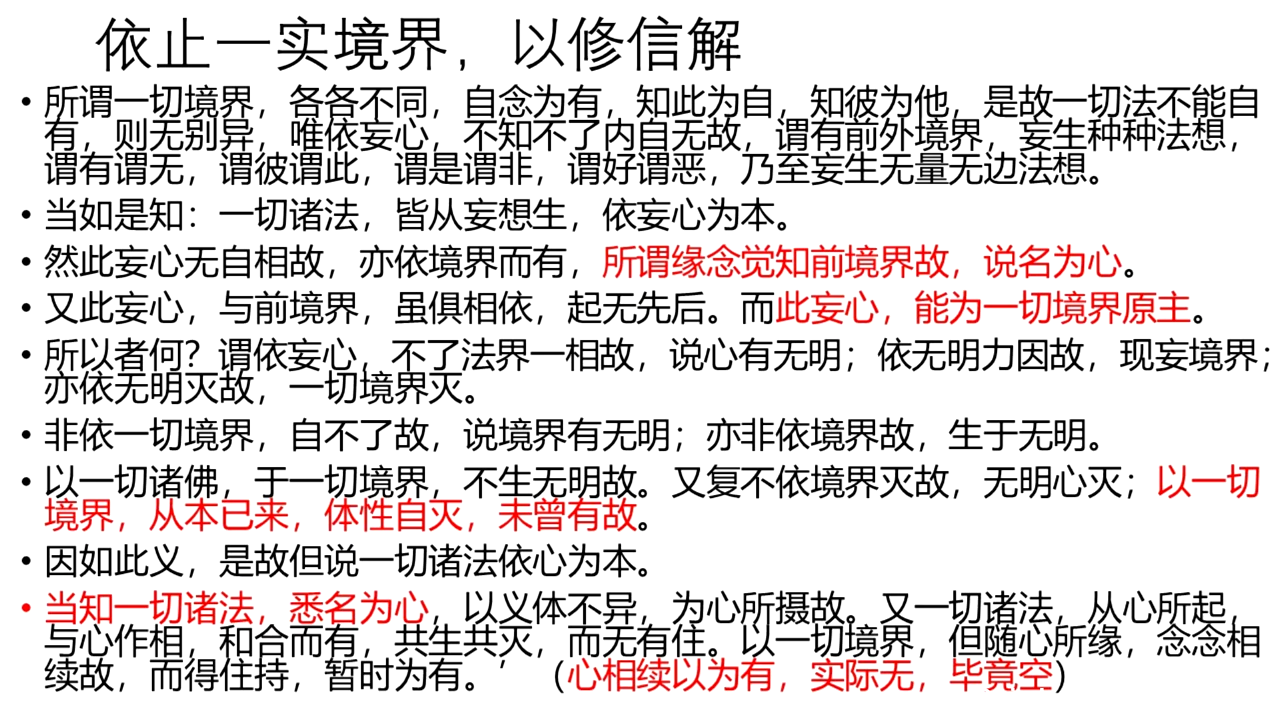 依止一实境界，以修信解
• 所谓一切境界，各各不同，自念为有，知此为自，知彼为他，是故一切法不能自
有，则无别异，唯依妄心，不知不了内自无故，谓有前外境界，妄生种种法想，
谓有谓无，谓彼谓此，谓是谓非，谓好谓恶，乃至妄生无量无边法想。
• 当如是知：一切诸法，皆从妄想生，依妄心为本。
• 然此妄心无自相故，亦依境界而有，所谓缘念觉知前境界故，说名为心。
• 又此妄心，与前境界，虽俱相依，起无先后。而此妄心，能为一切境界原主。
• 所以者何？谓依妄心，不了法界一相故，说心有无明；依无明力因故，现妄境界；
亦依无明灭故，一切境界灭。
• 非依一切境界，自不了故，说境界有无明；亦非依境界故，生于无明。
• 以一切诸佛，于一切境界，不生无明故。又复不依境界灭故，无明心灭；以一切
境界，从本已来，体性自灭，未曾有故。
• 因如此义，是故但说一切诸法依心为本。
• 当知一切诸法，悉名为心，以义体不异，为心所摄故。又一切诸法，从心所起，
与心作相，和合而有，共生共灭，而无有住。以一切境界，但随心所缘，念念相
续故，而得住持，暂时为有。’（心相续以为有，实际无，毕竟空）